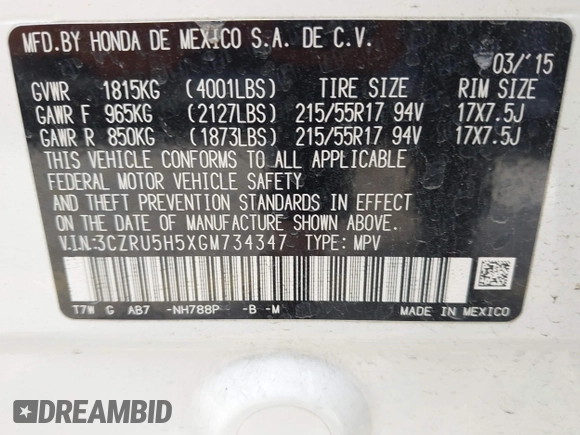 MFD.BY HONDA DE MEXICO S.A. DE C.V.
03/'15
GVWR 1815KG (4001LBS) TIRE SIZE RIM SIZE
GAWR F 965KG (2127LBS) 215/55R17 94V 17X7.5J
GAWR R 850KG (1873LBS) 215/55R17 94V 17X7.5J
THIS VEHICLE CONFORMS TO ALL APPLICABLE
FEDERAL MOTOR VEHICLE SAFETY
AND THEFT PREVENTION STANDARDS IN EFFECT
ON THE DATE OF MANUFACTURE SHOWN ABOVE.
V.I.N:3CZRU5H5XGM734347 TYPE: MPV
T7W G AB7 -NH788P -B -M MADE IN MEXICO
DREAMBID